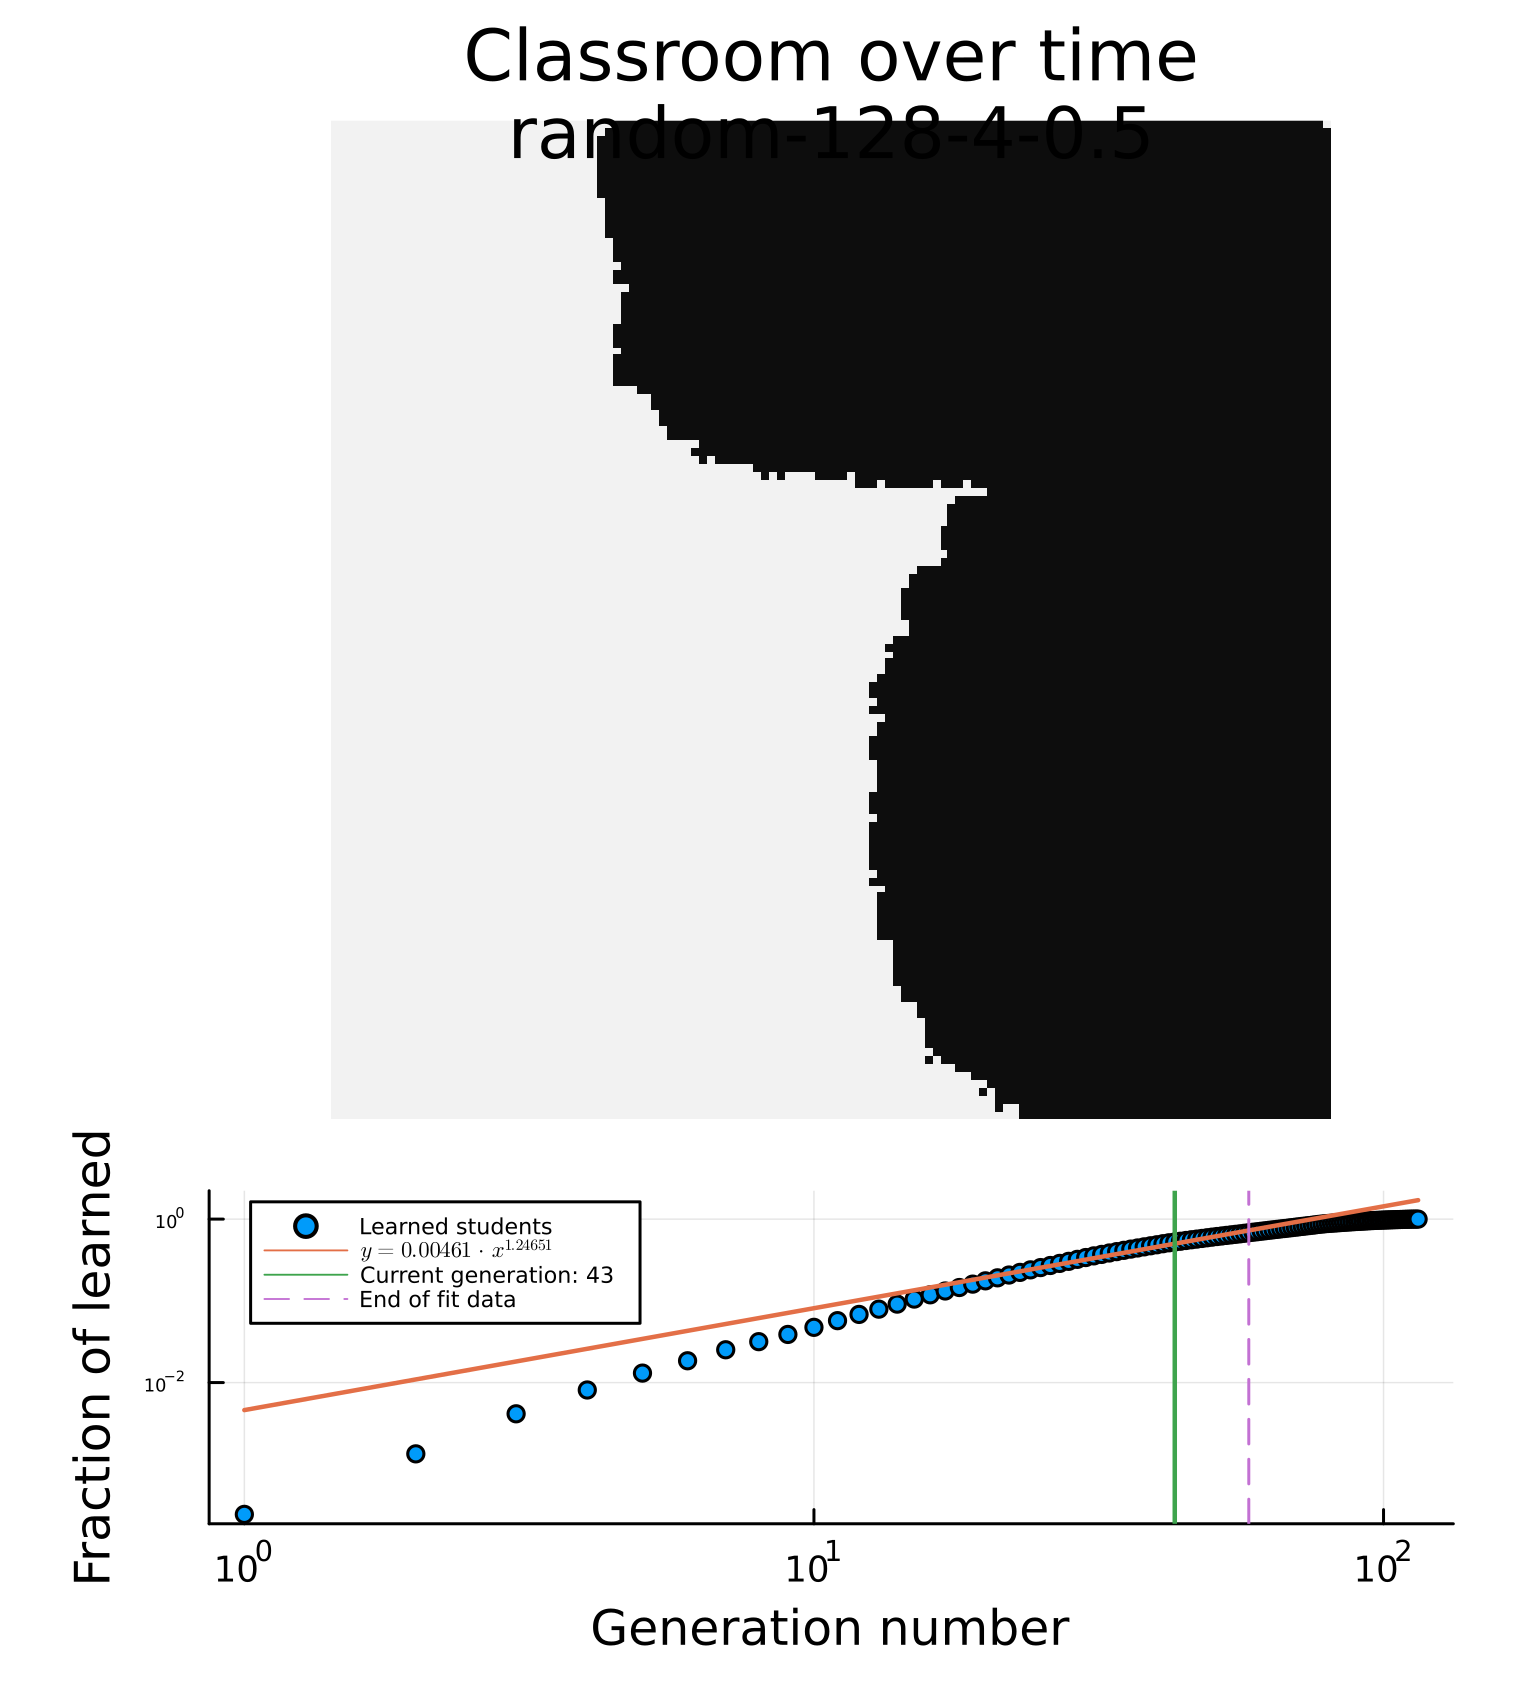 Classroom over time
random-128-4-0.5
Fraction of learned
10^0
10^-2
Learned students
y = 0.00461 · x^1.24651
Current generation: 43
End of fit data
10^0
10^1
10^2
Generation number